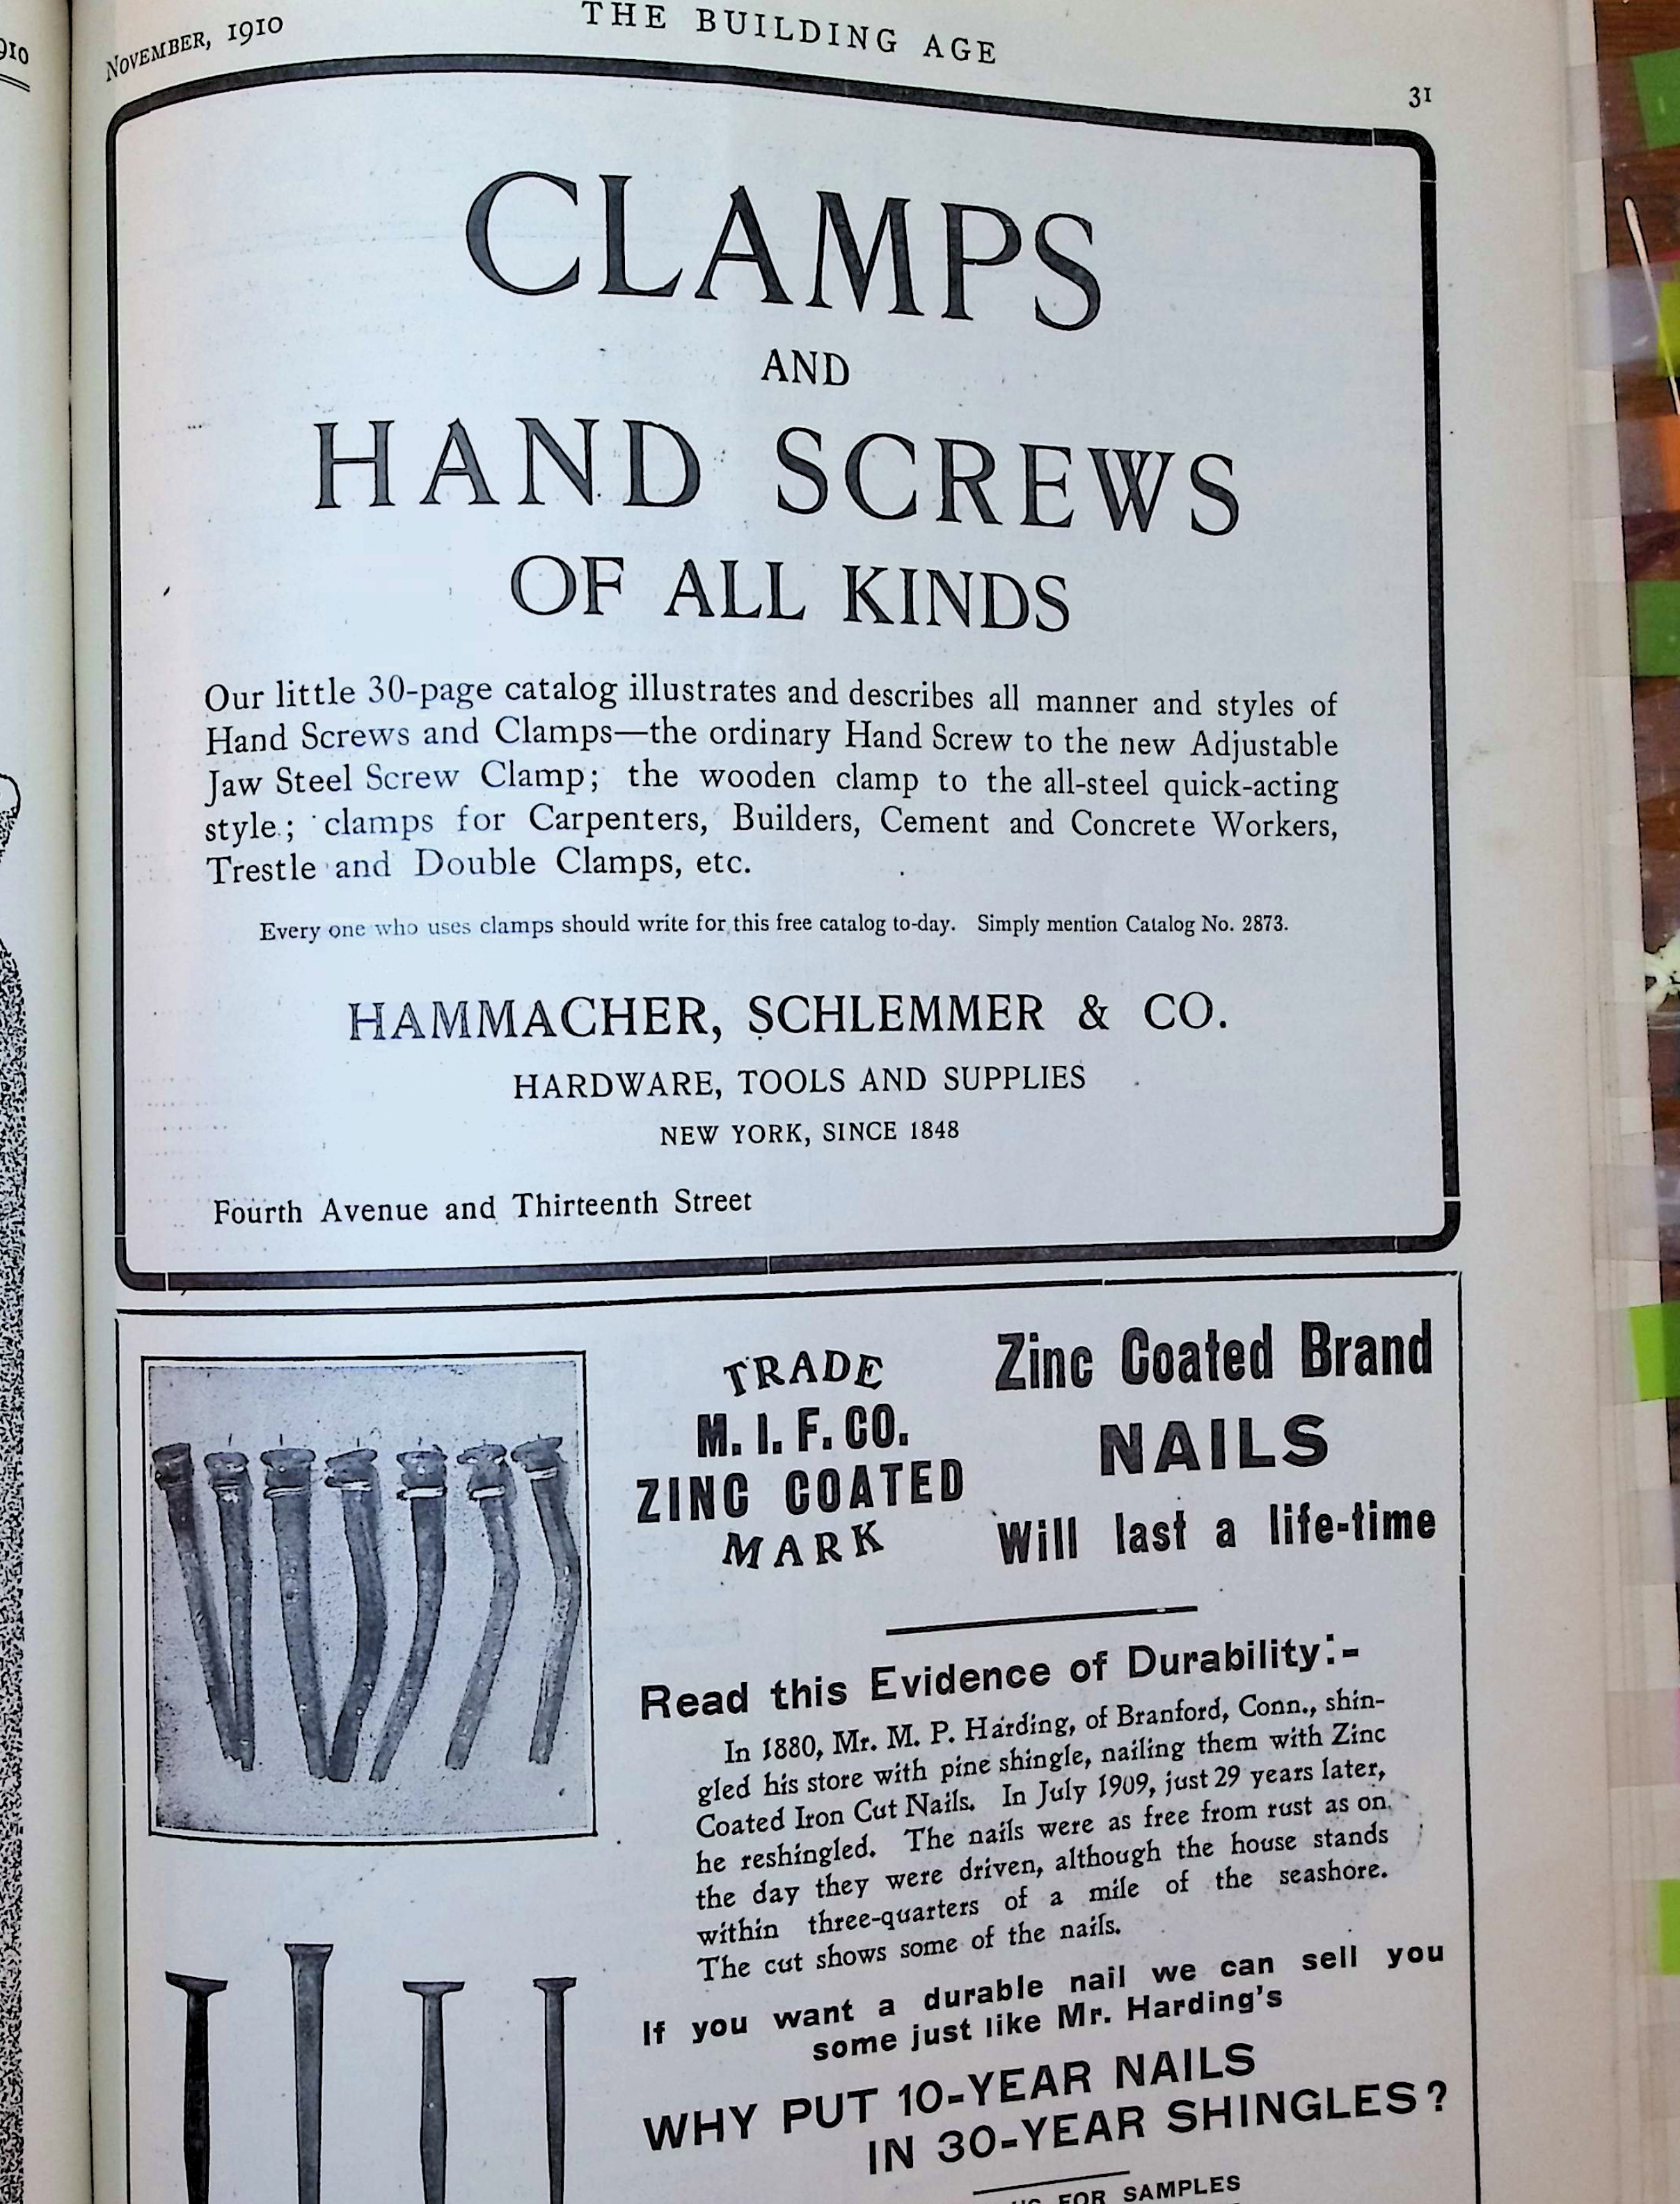 910
NOVEMBER, 1910
THE BUILDING AGE
31
CLAMPS
AND
HAND SCREWS
OF ALL KINDS
Our little 30-page catalog illustrates and describes all manner and styles of
Hand Screws and Clamps—the ordinary Hand Screw to the new Adjustable
Jaw Steel Screw Clamp; the wooden clamp to the all-steel quick-acting
style; clamps for Carpenters, Builders, Cement and Concrete Workers,
Trestle and Double Clamps, etc.
Every one who uses clamps should write for this free catalog to-day. Simply mention Catalog No. 2873.
HAMMACHER, SCHLEMMER & CO.
HARDWARE, TOOLS AND SUPPLIES
NEW YORK, SINCE 1848
Fourth Avenue and Thirteenth Street
TRADE
M. I. F. CO.
ZINC COATED
MARK
Zinc Coated Brand
NAILS
Will last a life-time
Read this Evidence of Durability:-
In 1880, Mr. M. P. Harding, of Branford, Conn., shin-
gled his store with pine shingle, nailing them with Zinc
Coated Iron Cut Nails. In July 1909, just 29 years later,
he reshingled. The nails were as free from rust as on
the day they were driven, although the house stands
within three-quarters of a mile of the seashore.
The cut shows some of the nails.
If you want a durable nail we can sell you
some just like Mr. Harding's
WHY PUT 10-YEAR NAILS
IN 30-YEAR SHINGLES?
FOR SAMPLES